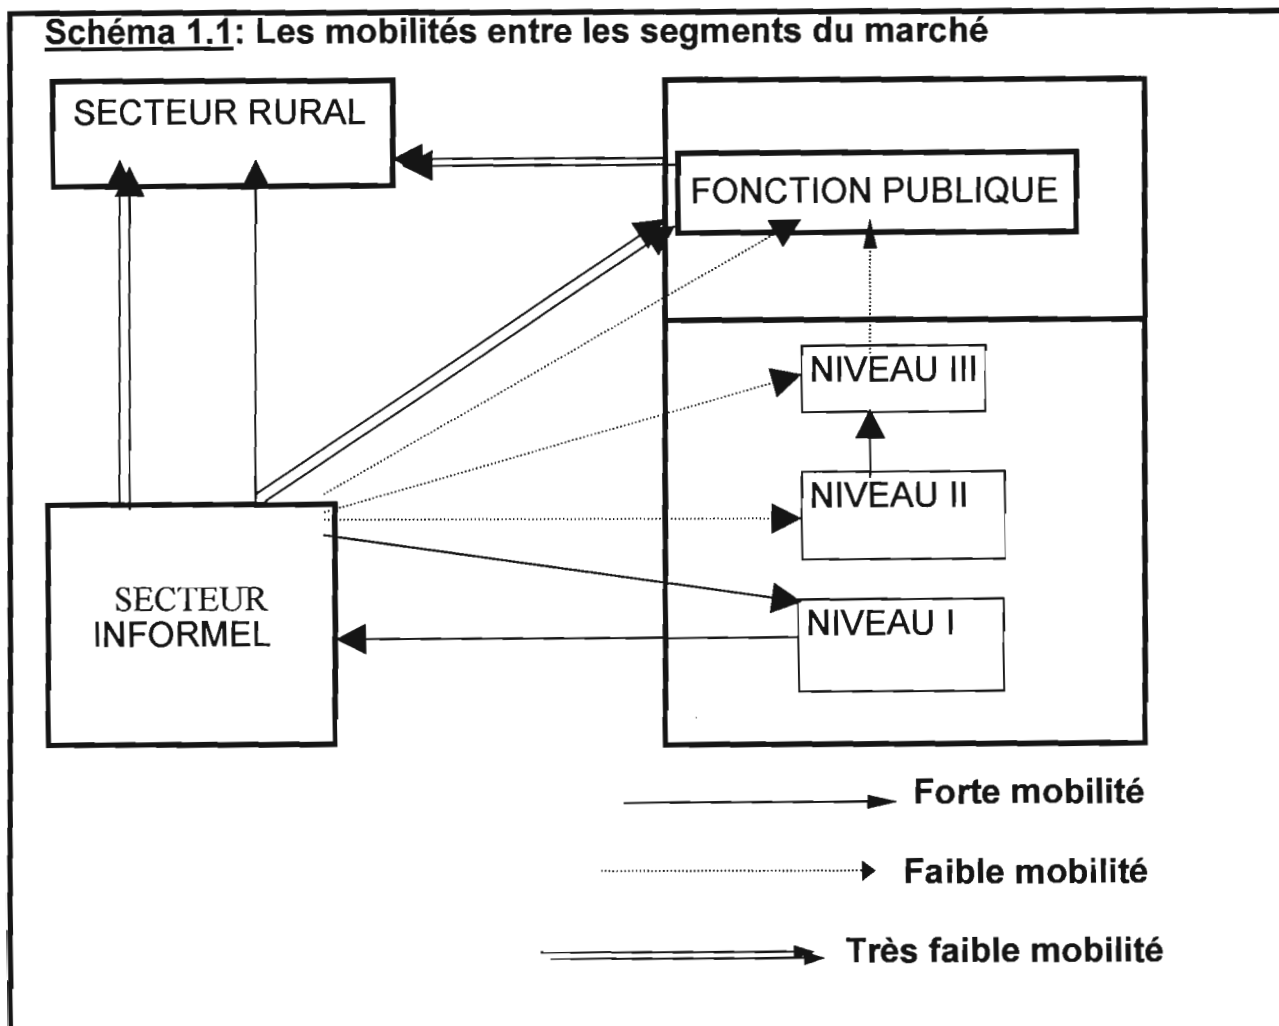 Schéma 1.1: Les mobilités entre les segments du marché
SECTEUR RURAL
FONCTION PUBLIQUE
NIVEAU III
NIVEAU II
SECTEUR
INFORMEL
NIVEAU I
Forte mobilité
Faible mobilité
Très faible mobilité